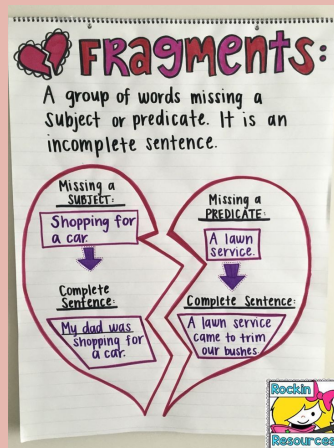 FRAGMENTS:
A group of words missing a
subject or predicate. It is an
incomplete sentence.
Missing a
SUBJECT:
Shopping for
a car.
Complete
Sentence:
My dad was
shopping for
a car.
Missing a
PREDICATE:
A lawn
service.
Complete Sentence:
A lawn service
came to trim
our bushes.
Rockin
Resources